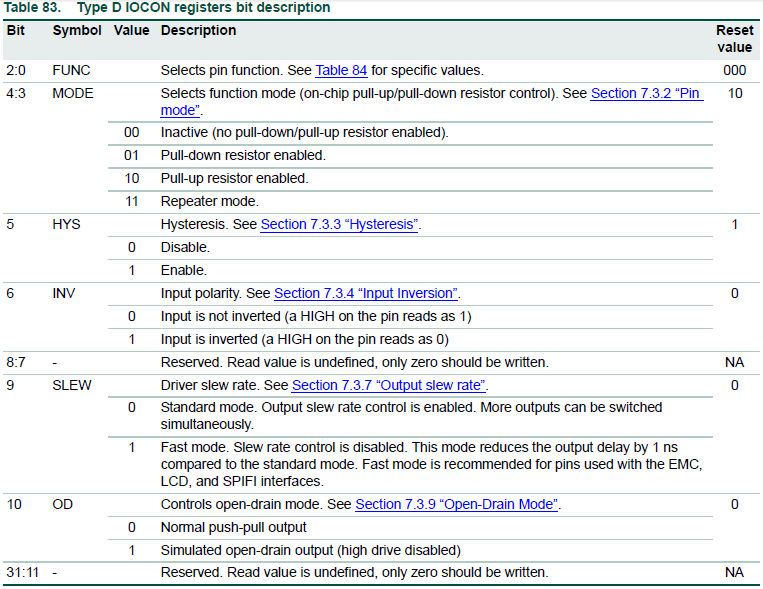 Table 83. Type D IOCON registers bit description
Bit Symbol Value Description Reset
value
2:0 FUNC Selects pin function. See Table 84 for specific values. 000
4:3 MODE Selects function mode (on-chip pull-up/pull-down resistor control). See Section 7.3.2 “Pin 10
mode”.
00 Inactive (no pull-down/pull-up resistor enabled).
01 Pull-down resistor enabled.
10 Pull-up resistor enabled.
11 Repeater mode.
5 HYS Hysteresis. See Section 7.3.3 “Hysteresis”. 1
0 Disable.
1 Enable.
6 INV Input polarity. See Section 7.3.4 “Input Inversion”. 0
0 Input is not inverted (a HIGH on the pin reads as 1)
1 Input is inverted (a HIGH on the pin reads as 0)
8:7 - Reserved. Read value is undefined, only zero should be written. NA
9 SLEW Driver slew rate. See Section 7.3.7 “Output slew rate”. 0
0 Standard mode. Output slew rate control is enabled. More outputs can be switched
simultaneously.
1 Fast mode. Slew rate control is disabled. This mode reduces the output delay by 1 ns
compared to the standard mode. Fast mode is recommended for pins used with the EMC,
LCD, and SPIFI interfaces.
10 OD Controls open-drain mode. See Section 7.3.9 “Open-Drain Mode”. 0
0 Normal push-pull output
1 Simulated open-drain output (high drive disabled)
31:11 - Reserved. Read value is undefined, only zero should be written. NA